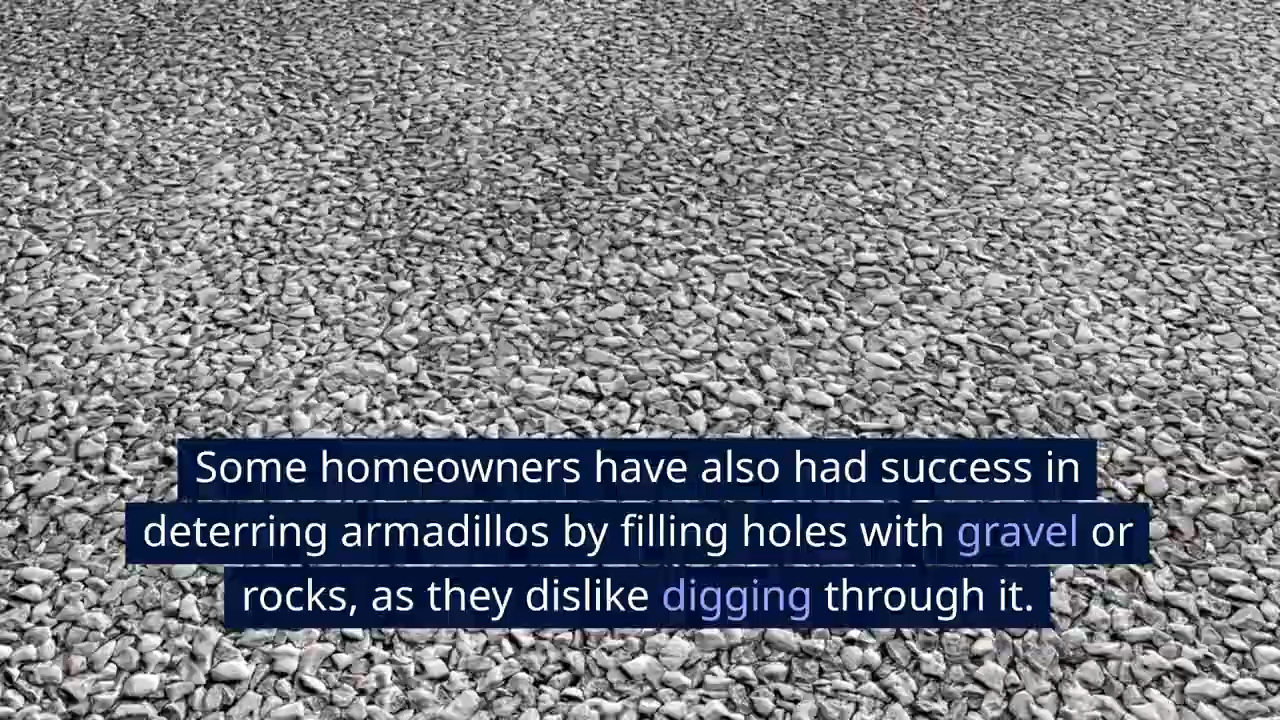 Some homeowners have also had success in
deterring armadillos by filling holes with gravel or
rocks, as they dislike digging through it.